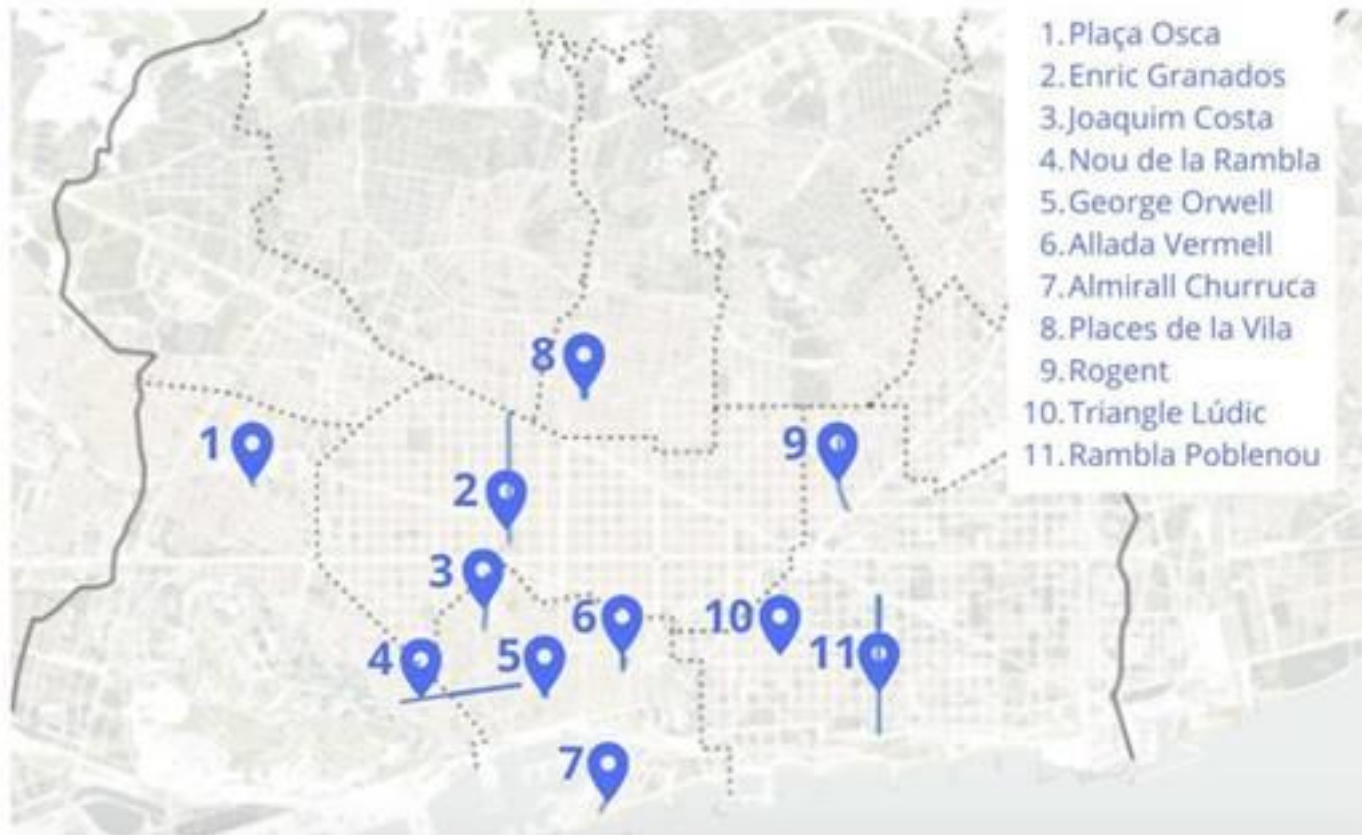 1. Plaça Osca
2. Enric Granados
3. Joaquim Costa
4. Nou de la Rambla
5. George Orwell
6. Allada Vermell
7. Almirall Churruca
8. Places de la Vila
9. Rogent
10. Triangle Lúdic
11. Rambla Poblenou
8
1
9
2
3
6
10
4
5
11
7